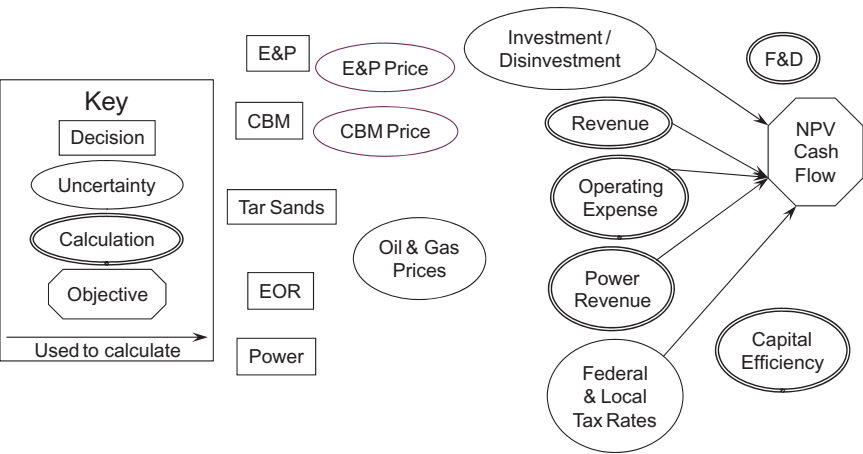 Key
Decision
Uncertainty
Calculation
Objective
Used to calculate
E&P
CBM
Tar Sands
EOR
Power
E&P Price
CBM Price
Oil & Gas
Prices
Investment /
Disinvestment
Revenue
Operating
Expense
Power
Revenue
Federal
& Local
Tax Rates
F&D
NPV
Cash
Flow
Capital
Efficiency